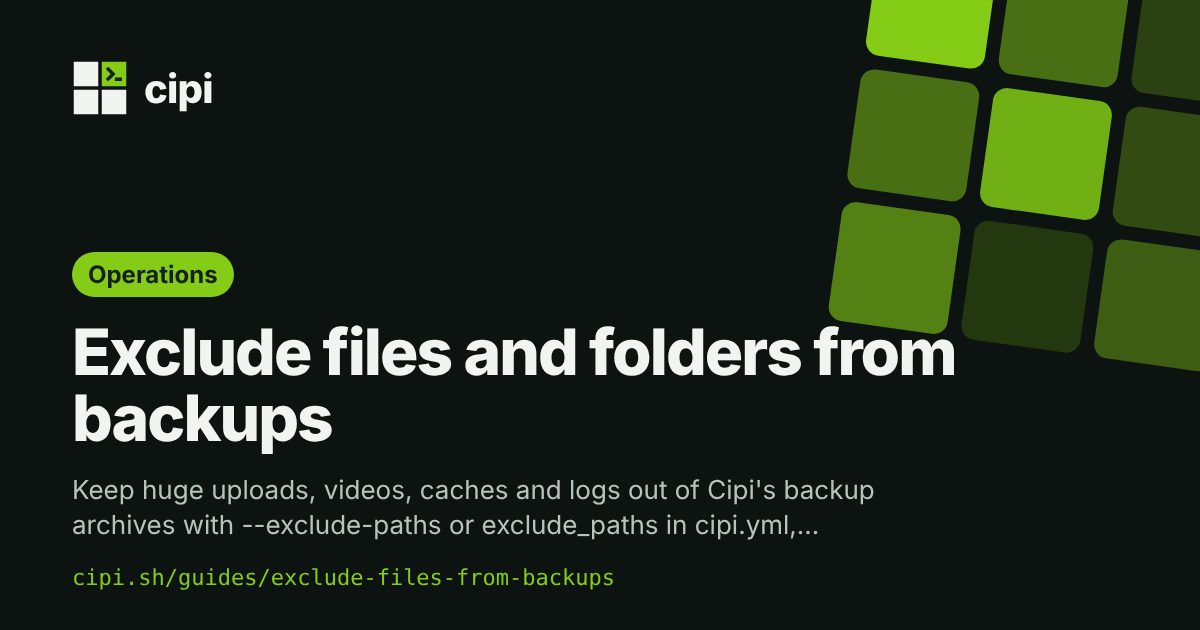 cipi
Operations
Exclude files and folders from
backups
Keep huge uploads, videos, caches and logs out of Cipi's backup
archives with --exclude-paths or exclude_paths in cipi.yml,...
cipi.sh/guides/exclude-files-from-backups